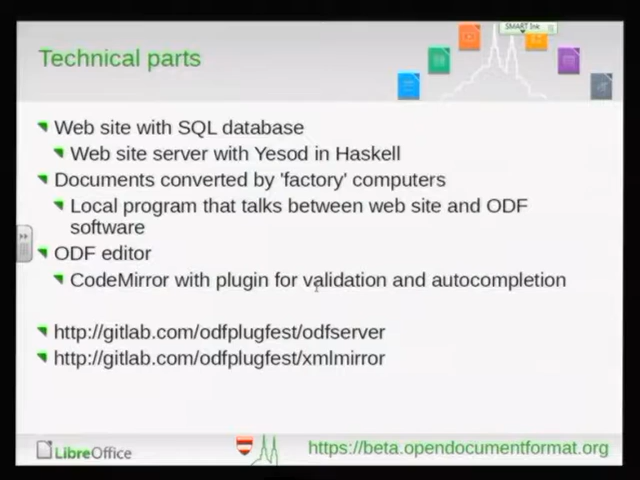 SMART Ink
Technical parts
Web site with SQL database
Web site server with Yesod in Haskell
Documents converted by 'factory' computers
Local program that talks between web site and ODF
software
ODF editor
CodeMirror with plugin for validation and autocompletion
http://gitlab.com/odfplugfest/odfserver
http://gitlab.com/odfplugfest/xmlmirror
LibreOffice
https://beta.opendocumentformat.org